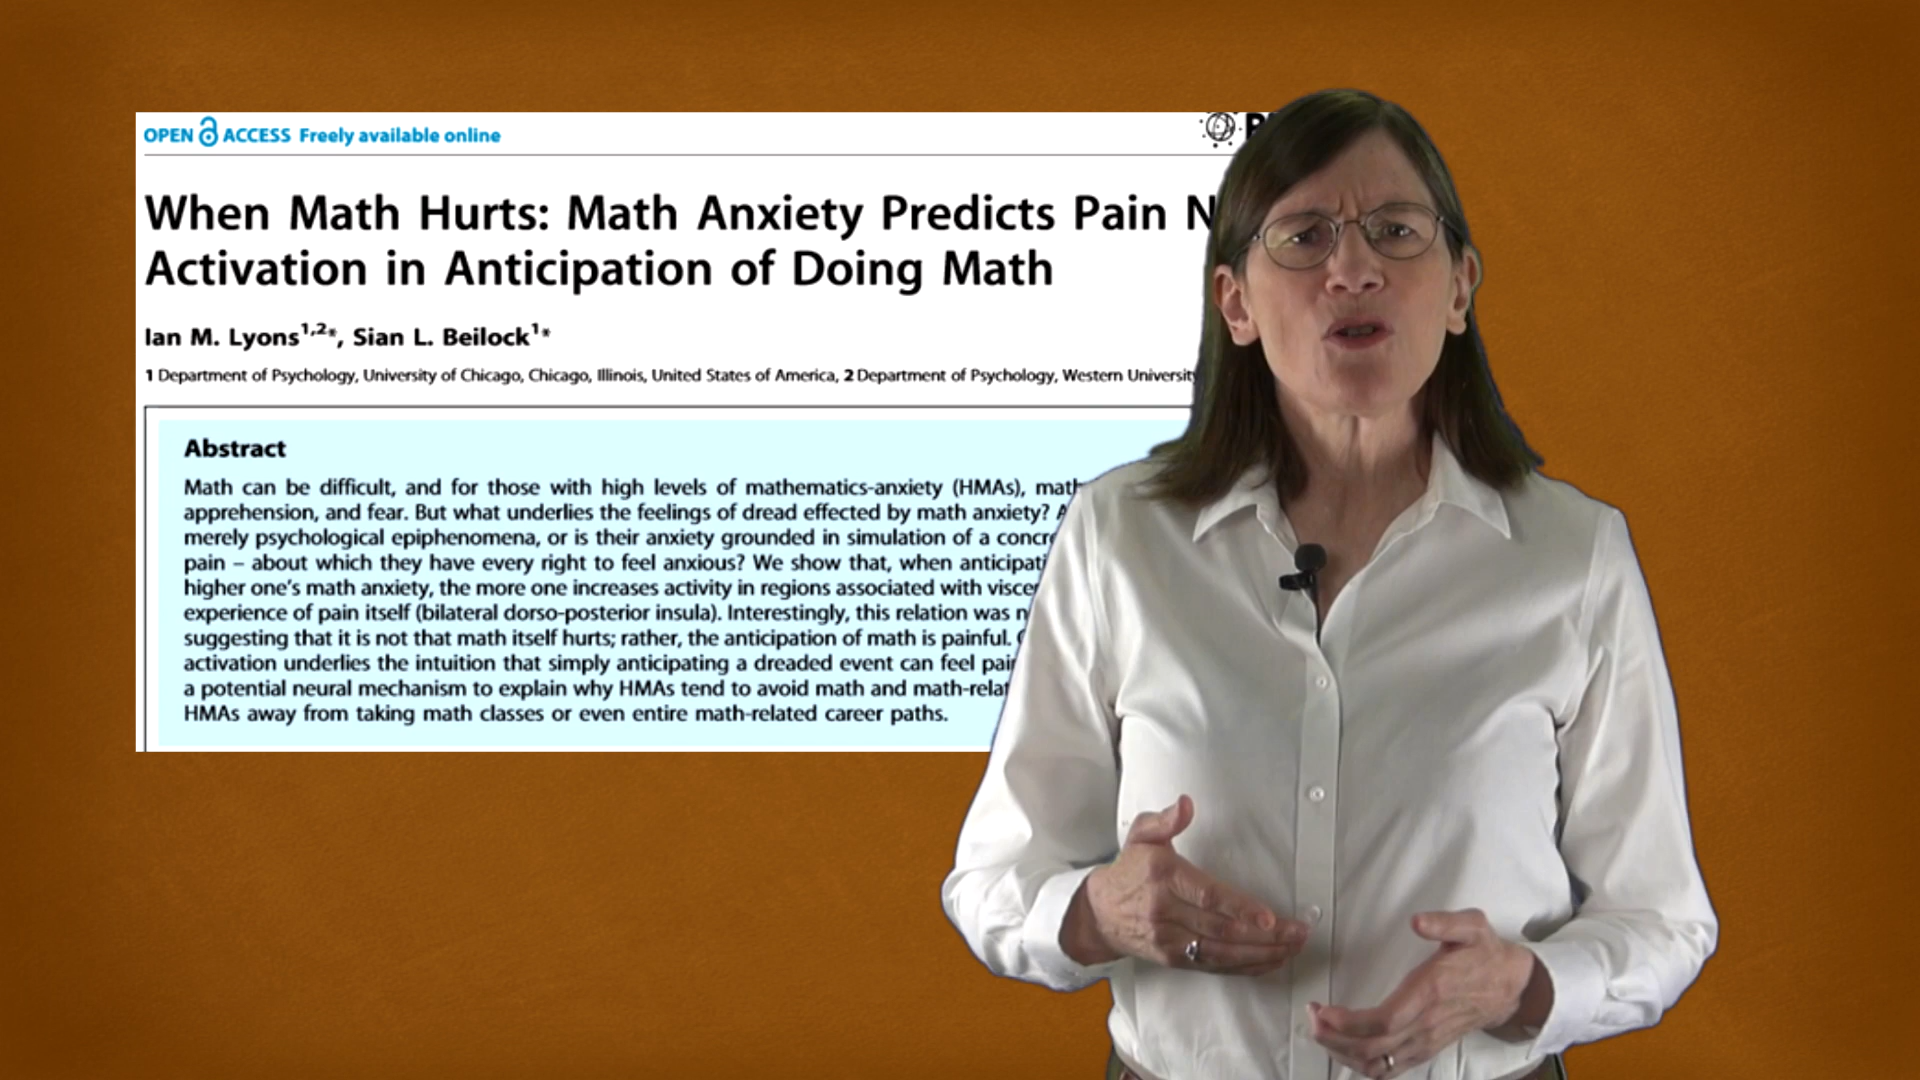 OPEN ACCESS Freely available online
When Math Hurts: Math Anxiety Predicts Pain
Activation in Anticipation of Doing Math
Ian M. Lyons1,2*, Sian L. Beilock1*
1 Department of Psychology, University of Chicago, Chicago, Illinois, United States of America, 2 Department of Psychology, Western
Abstract
Math can be difficult, and for those with high levels of mathematics-anxiety (HMAs), math
apprehension, and fear. But what underlies the feelings of dread effected by math anxiety?
merely psychological epiphenomena, or is their anxiety grounded in simulation of a
pain – about which they have every right to feel anxious? We show that, when
higher one's math anxiety, the more one increases activity in regions associated with
experience of pain itself (bilateral dorso-posterior insula). Interestingly, this relation was
suggesting that it is not that math itself hurts; rather, the anticipation of math is painful.
activation underlies the intuition that simply anticipating a dreaded event can feel
a potential neural mechanism to explain why HMAs tend to avoid math and
HMAs away from taking math classes or even entire math-related career paths.